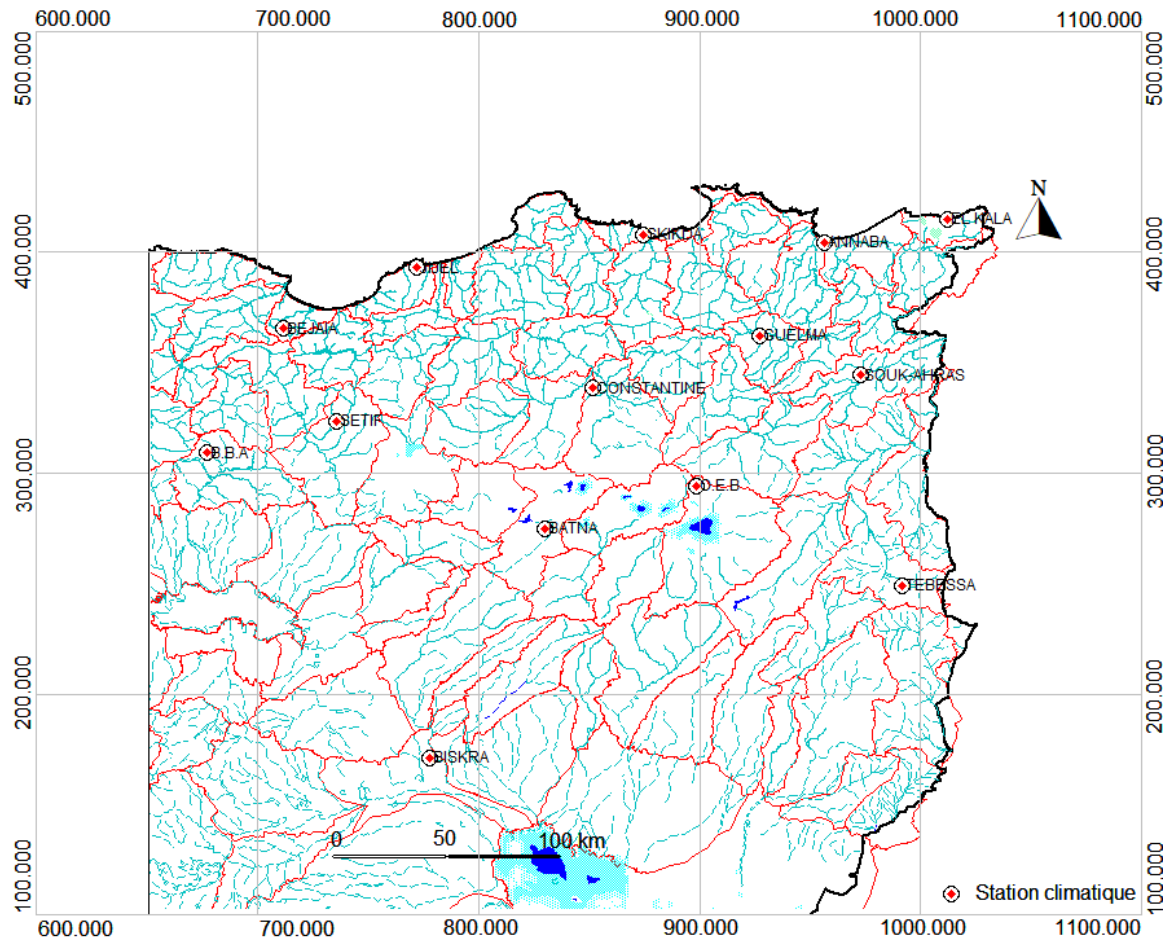 600.000 700.000 800.000 900.000 1000.000 1100.000
500.000 500.000
N
EL KALA
SKIKDA
ANNABA
400.000 400.000
JIJEL
BEJAIA
GUELMA
SOUK-AHRAS
CONSTANTINE
SETIF
B.B.A
300.000 300.000
O.E.B
BATNA
TEBESSA
200.000 200.000
BISKRA
0 50 100 km
100.000 100.000
Station climatique
600.000 700.000 800.000 900.000 1000.000 1100.000